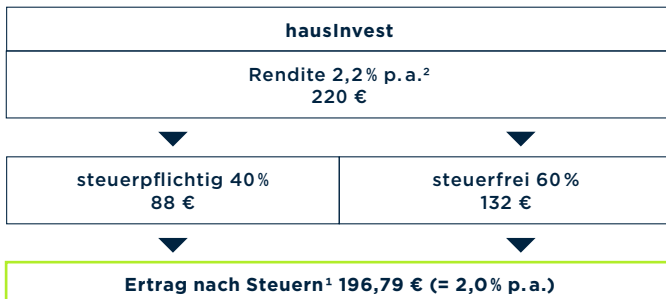 hausInvest
Rendite 2,2% p.a.²
220 €
steuerpflichtig 40%
88 €
steuerfrei 60%
132 €
Ertrag nach Steuern¹ 196,79 € (= 2,0% p.a.)